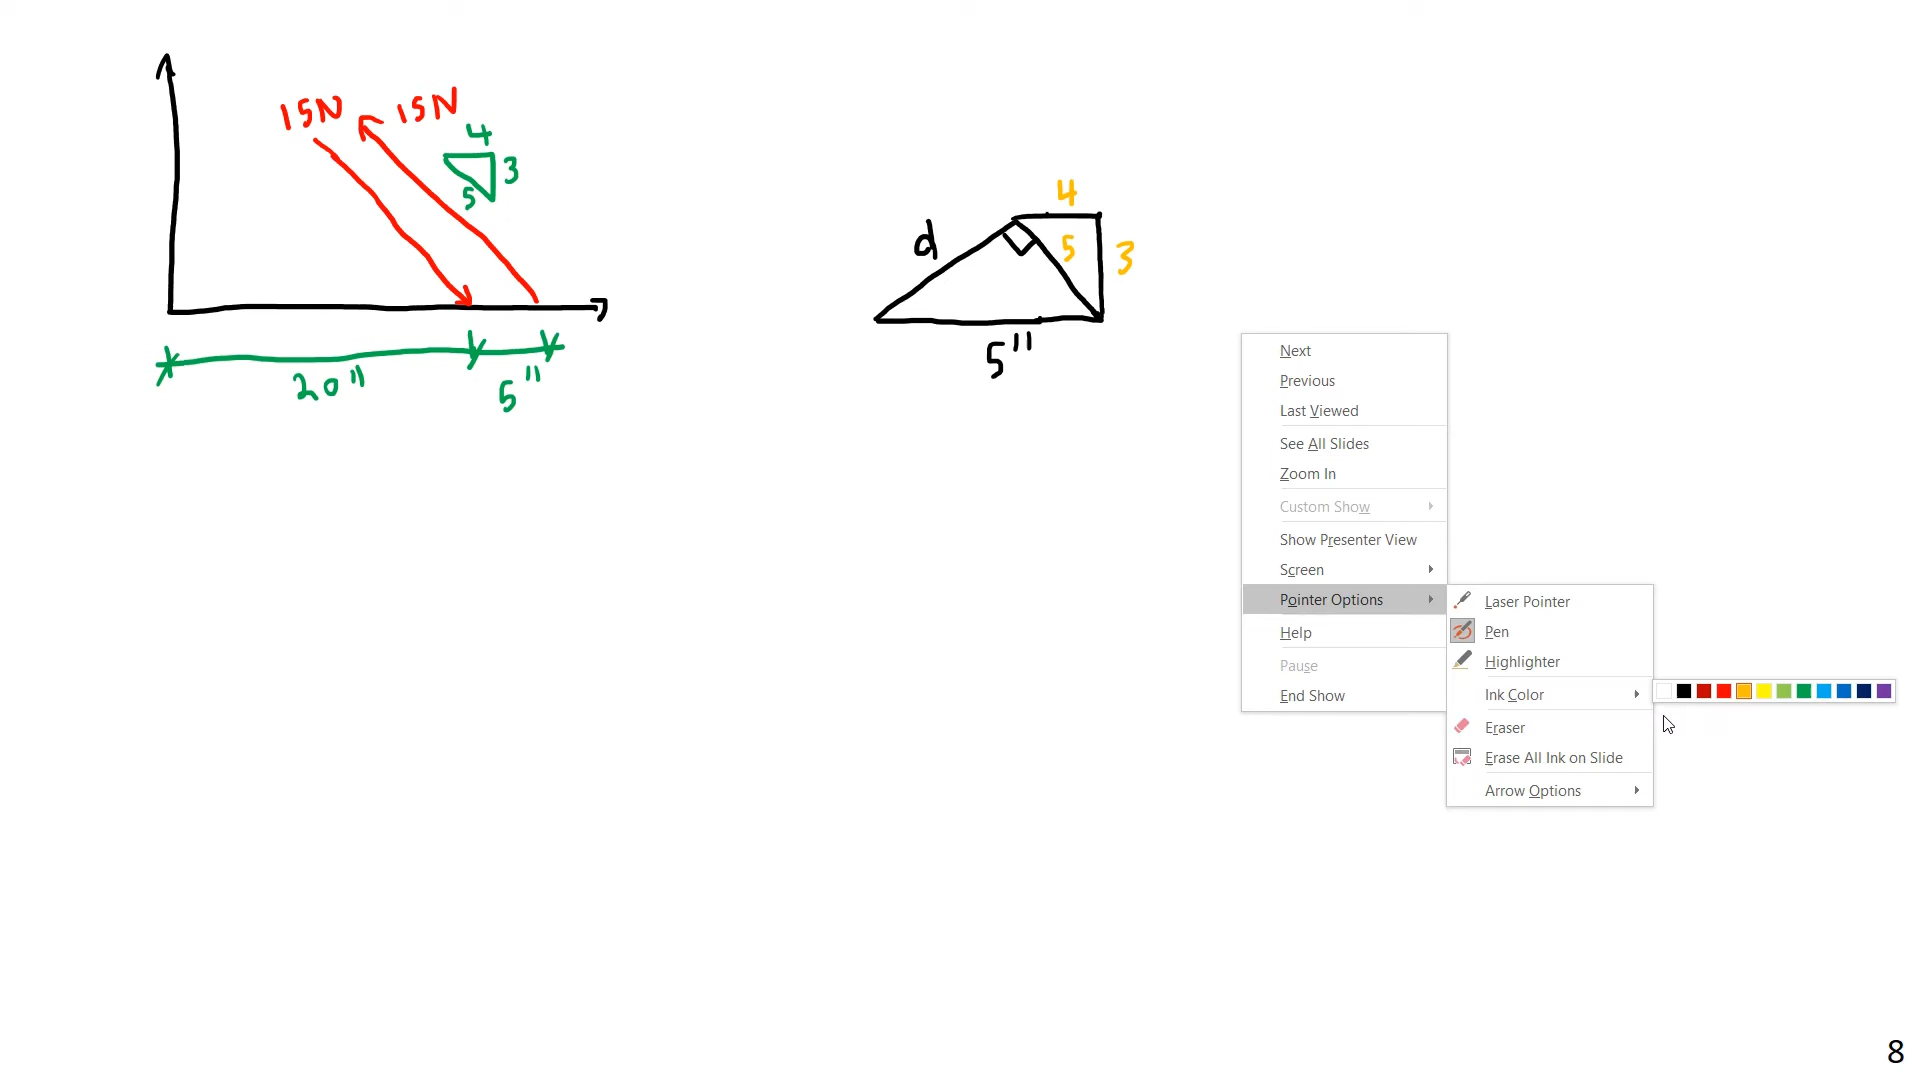 15N 15N
4
3
5
20" 5"
4
d 5 3
5"
Next
Previous
Last Viewed
See All Slides
Zoom In
Custom Show
Show Presenter View
Screen
Pointer Options
Help
Pause
End Show
Laser Pointer
Pen
Highlighter
Ink Color
Eraser
Erase All Ink on Slide
Arrow Options
8